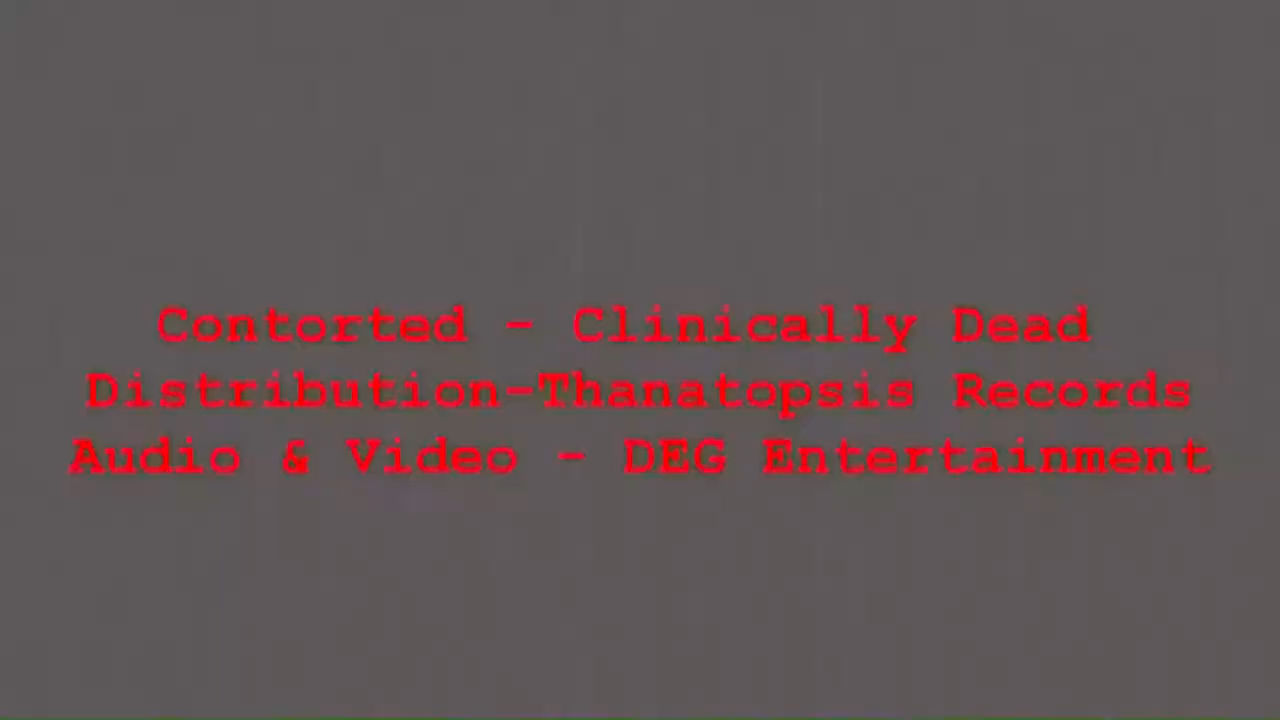 Contorted - Clinically Dead
Distribution-Thanatopsis Records
Audio & Video - DEG Entertainment